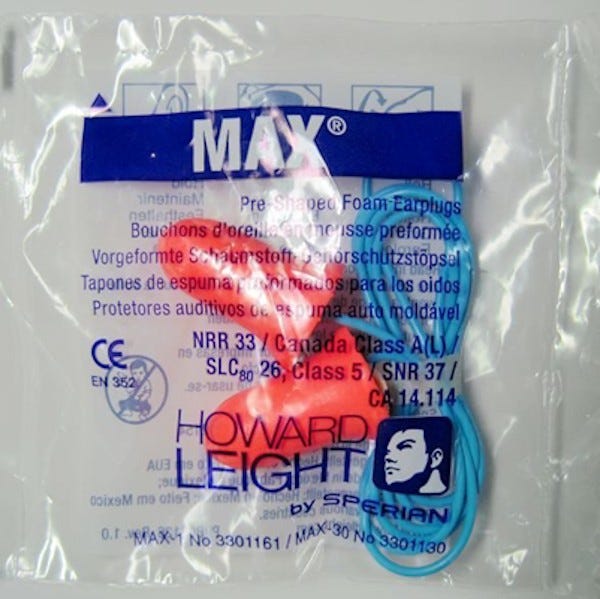 MAX®
Pre-Shaped Foam Earplugs
Bouchons d'oreille en mousse préformée
Vorgeformte Schaumstoff-Gehörschutzstöpsel
Tapones de espuma preformados para los oidos
Protetores auditivos de espuma auto moldável
NRR 33 / Canada Class A(L) /
SLC80 26, Class 5 / SNR 37 /
CA 14.114
CE
EN 352
HOWARD
LEIGHT
by SPERIAN
MAX-1 No 3301161 / MAX-30 No 3301130